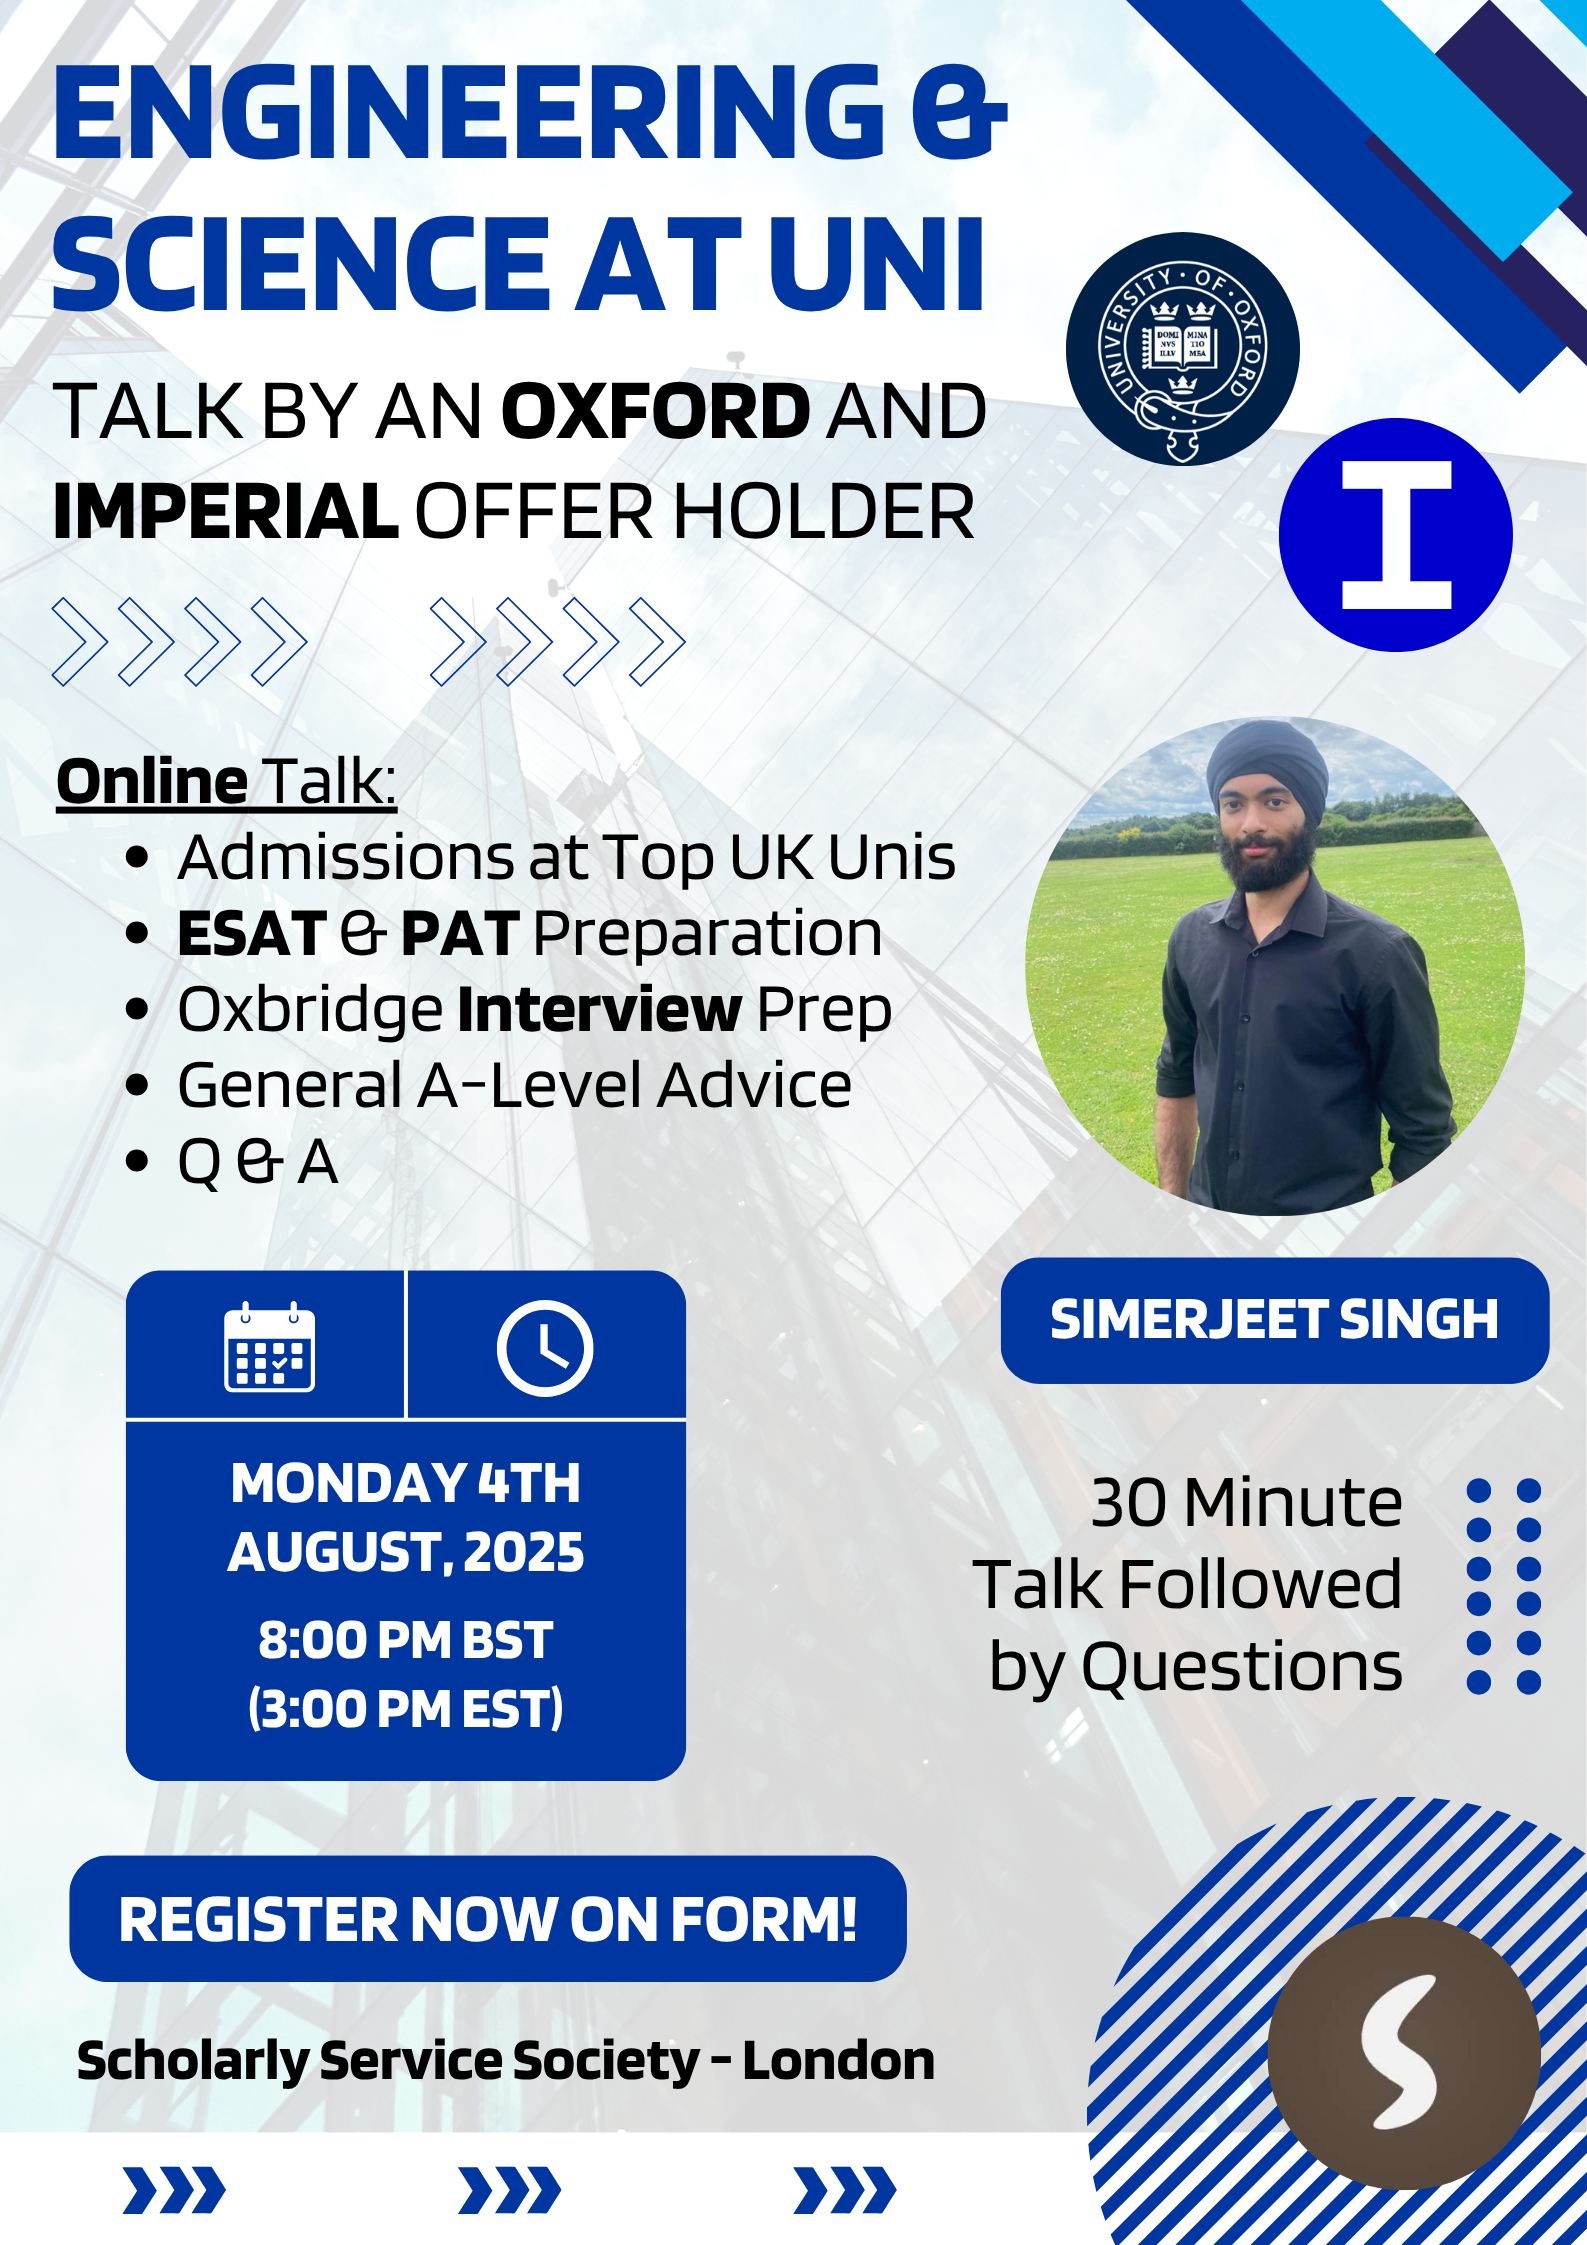 ENGINEERING &
SCIENCE AT UNI
TALK BY AN OXFORD AND
IMPERIAL OFFER HOLDER
UNIVERSITY · OF · OXFORD
DOMI MINA
NVS TIO
ILLV MEA
I
Online Talk:
• Admissions at Top UK Unis
• ESAT & PAT Preparation
• Oxbridge Interview Prep
• General A-Level Advice
• Q & A
SIMERJEET SINGH
MONDAY 4TH
AUGUST, 2025
8:00 PM BST
(3:00 PM EST)
30 Minute
Talk Followed
by Questions
REGISTER NOW ON FORM!
Scholarly Service Society - London
S